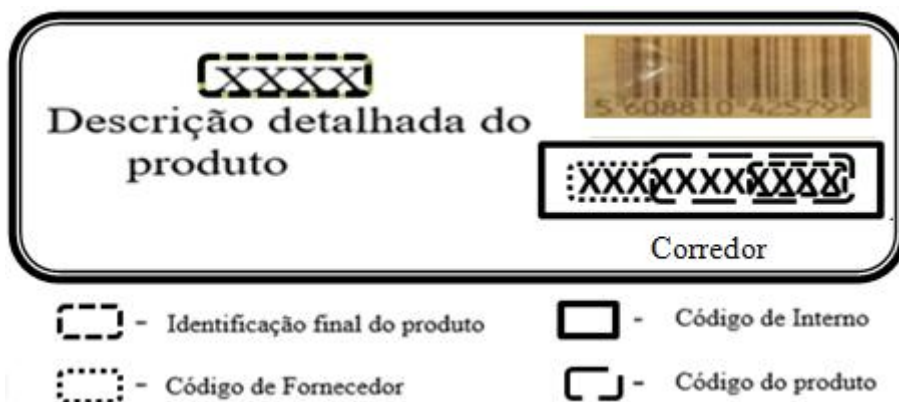 XXXX
Descrição detalhada do
produto
5 608810 425799
XXXXXXXXXXX
Corredor
- Identificação final do produto
- Código de Interno
- Código de Fornecedor
- Código do produto